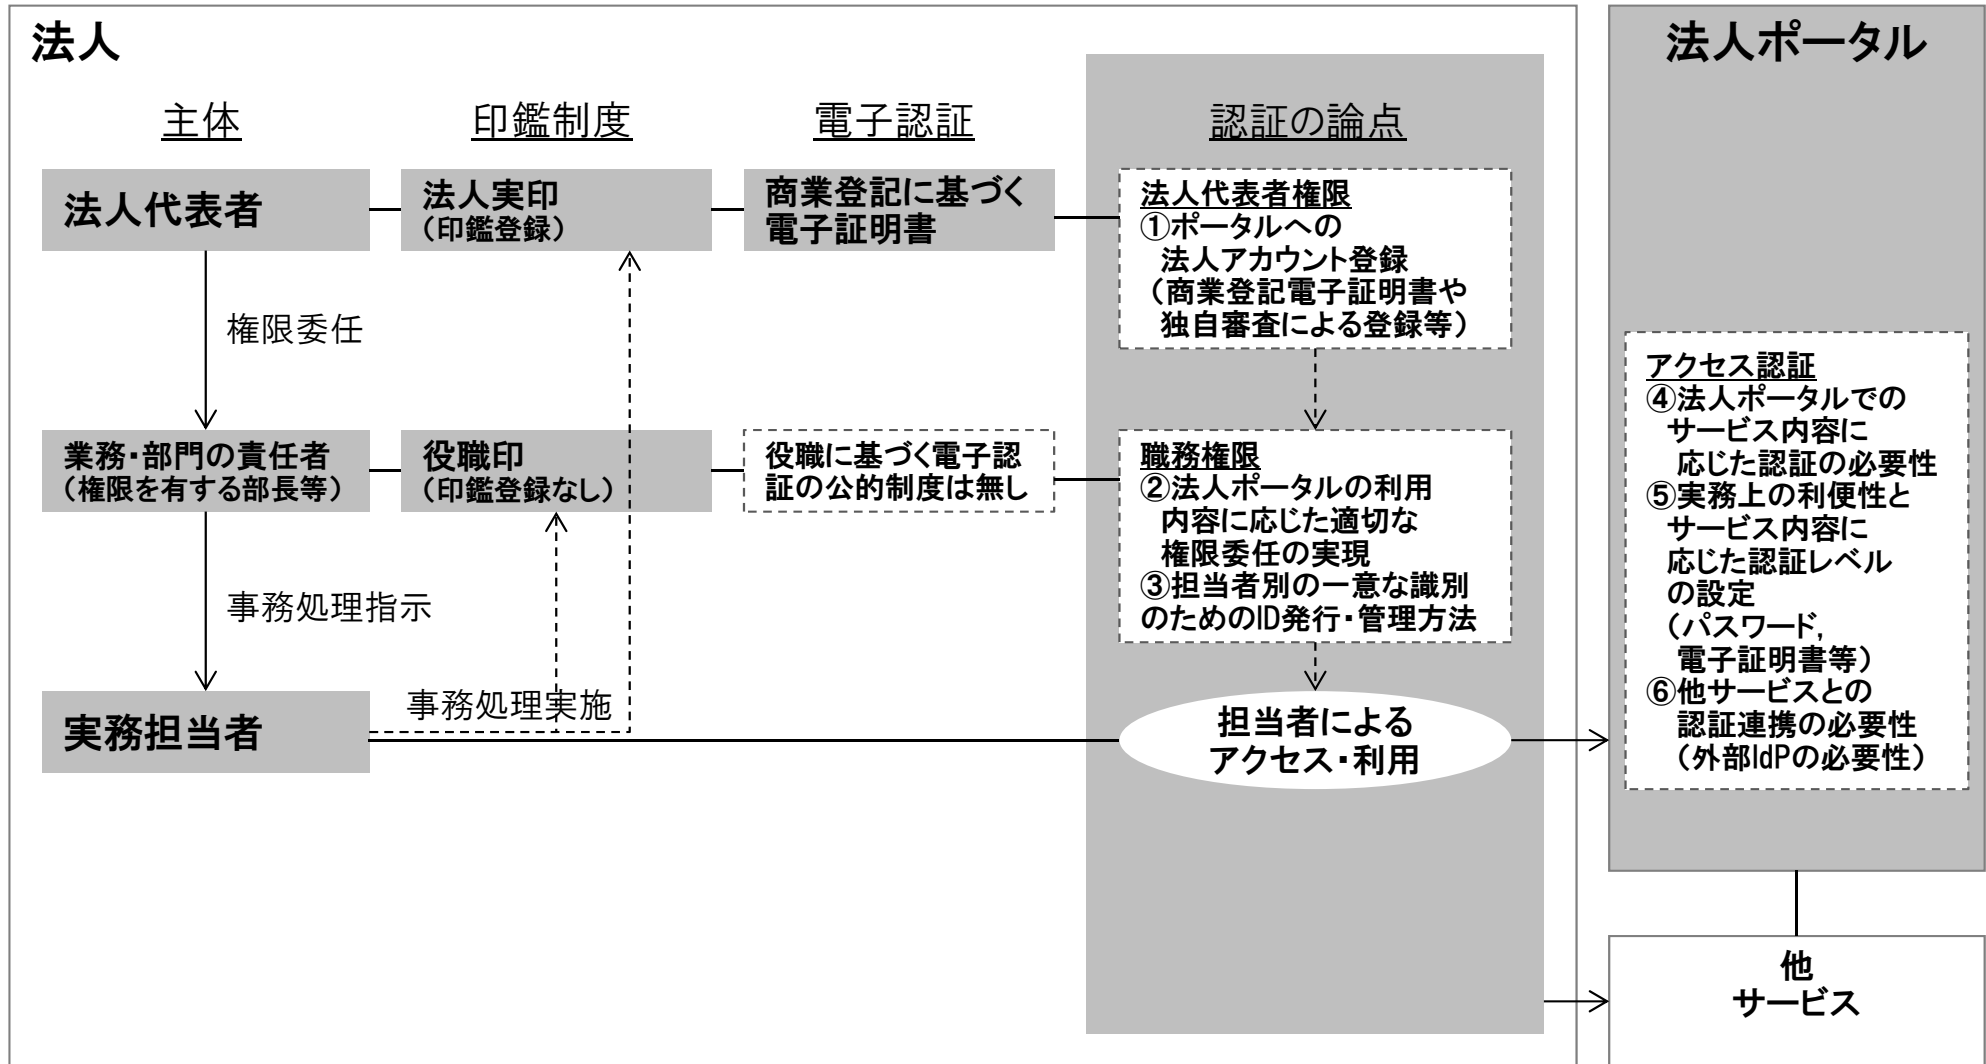 法人
主体
印鑑制度
電子認証
認証の論点
法人代表者
法人実印
(印鑑登録)
商業登記に基づく
電子証明書
法人代表者権限
①ポータルへの
法人アカウント登録
(商業登記電子証明書や
独自審査による登録等)
権限委任
業務・部門の責任者
(権限を有する部長等)
役職印
(印鑑登録なし)
役職に基づく電子認
証の公的制度は無し
職務権限
②法人ポータルの利用
内容に応じた適切な
権限委任の実現
③担当者別の一意な識別
のためのID発行・管理方法
事務処理指示
実務担当者
事務処理実施
担当者による
アクセス・利用
法人ポータル
アクセス認証
④法人ポータルでの
サービス内容に
応じた認証の必要性
⑤実務上の利便性と
サービス内容に
応じた認証レベル
の設定
(パスワード,
電子証明書等)
⑥他サービスとの
認証連携の必要性
(外部IdPの必要性)
他
サービス